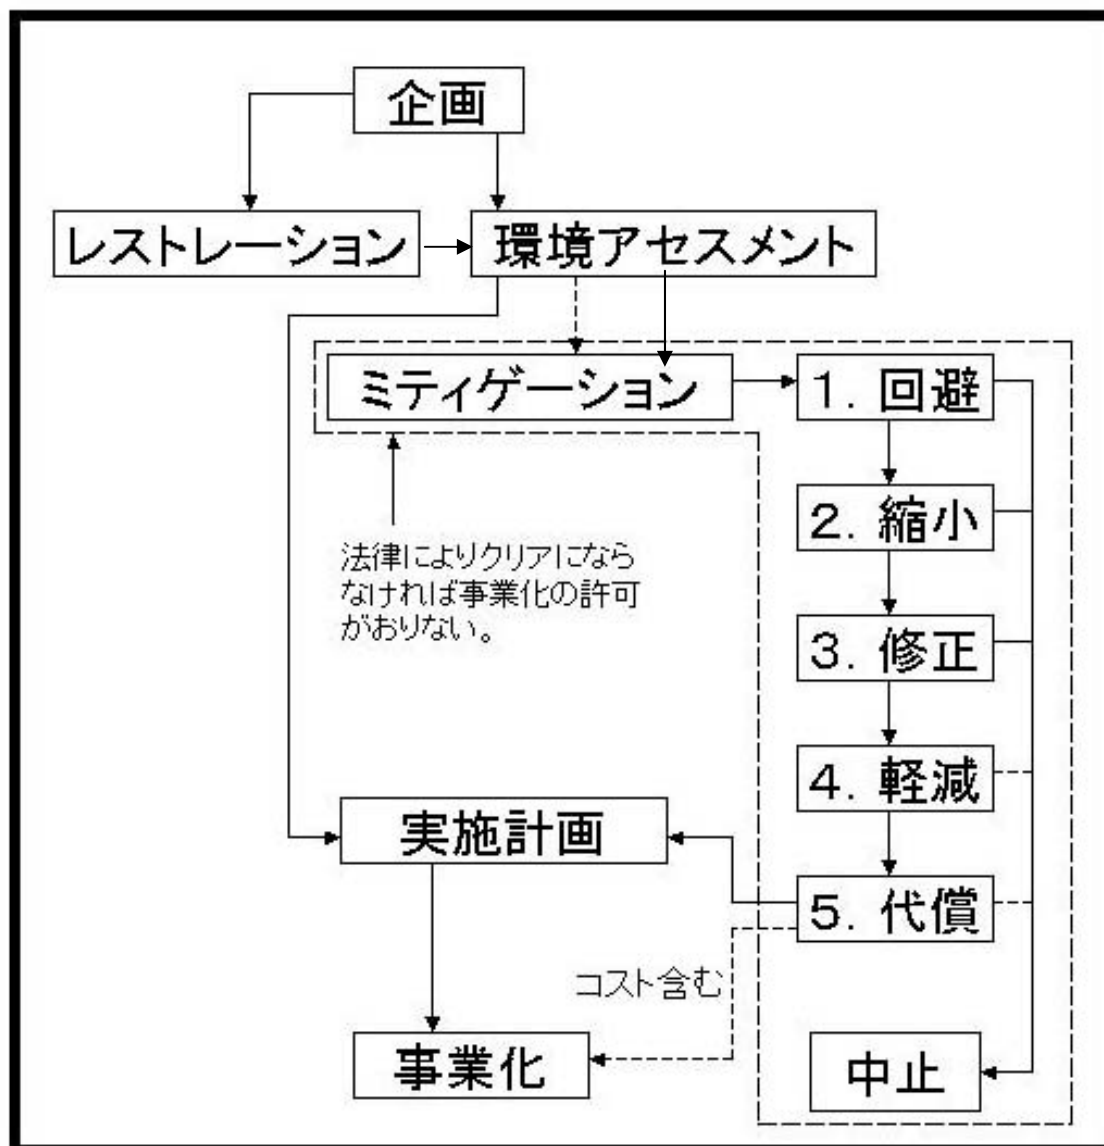 企画
レストレーション
環境アセスメント
ミティゲーション
1. 回避
2. 縮小
法律によりクリアになら
なければ事業化の許可
がおりない。
3. 修正
4. 軽減
実施計画
5. 代償
コスト含む
事業化
中止